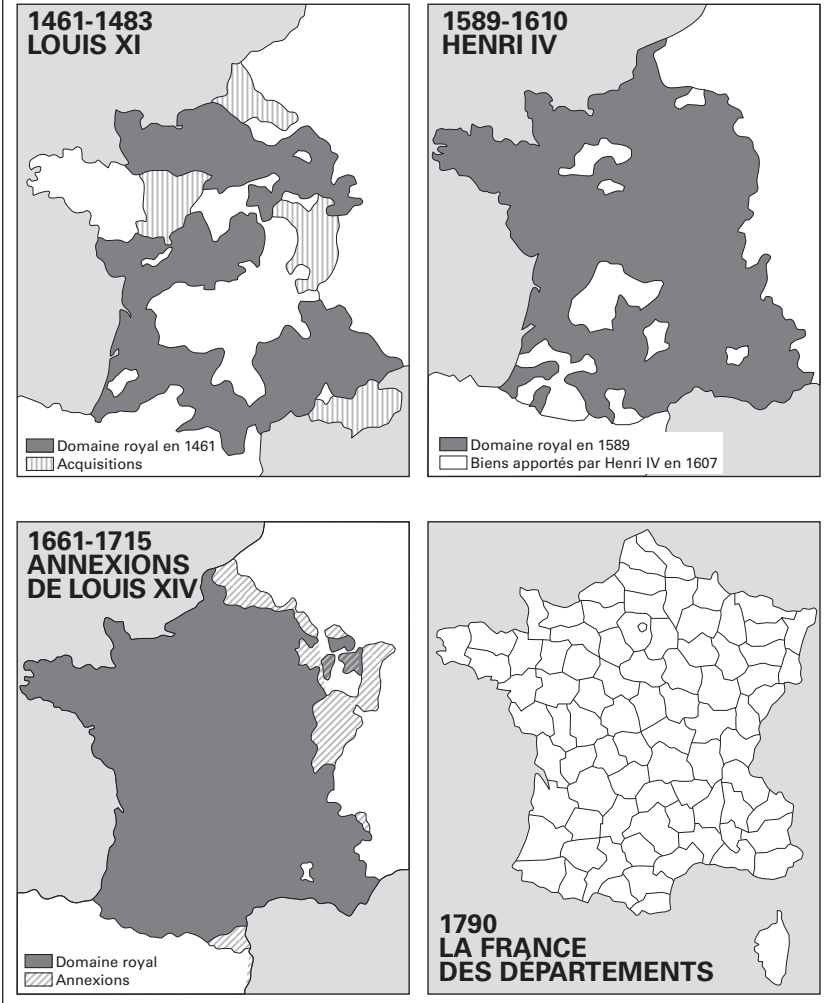 1461-1483
LOUIS XI
Domaine royal en 1461
Acquisitions
1589-1610
HENRI IV
Domaine royal en 1589
Biens apportés par Henri IV en 1607
1661-1715
ANNEXIONS
DE LOUIS XIV
Domaine royal
Annexions
1790
LA FRANCE
DES DÉPARTEMENTS